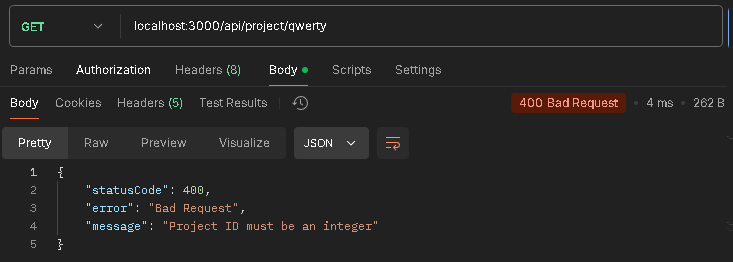 GET localhost:3000/api/project/qwerty
Params Authorization Headers (8) Body Scripts Settings
Body Cookies Headers (5) Test Results 400 Bad Request • 4 ms • 262 B
Pretty Raw Preview Visualize JSON
1 {
2 "statusCode": 400,
3 "error": "Bad Request",
4 "message": "Project ID must be an integer"
5 }